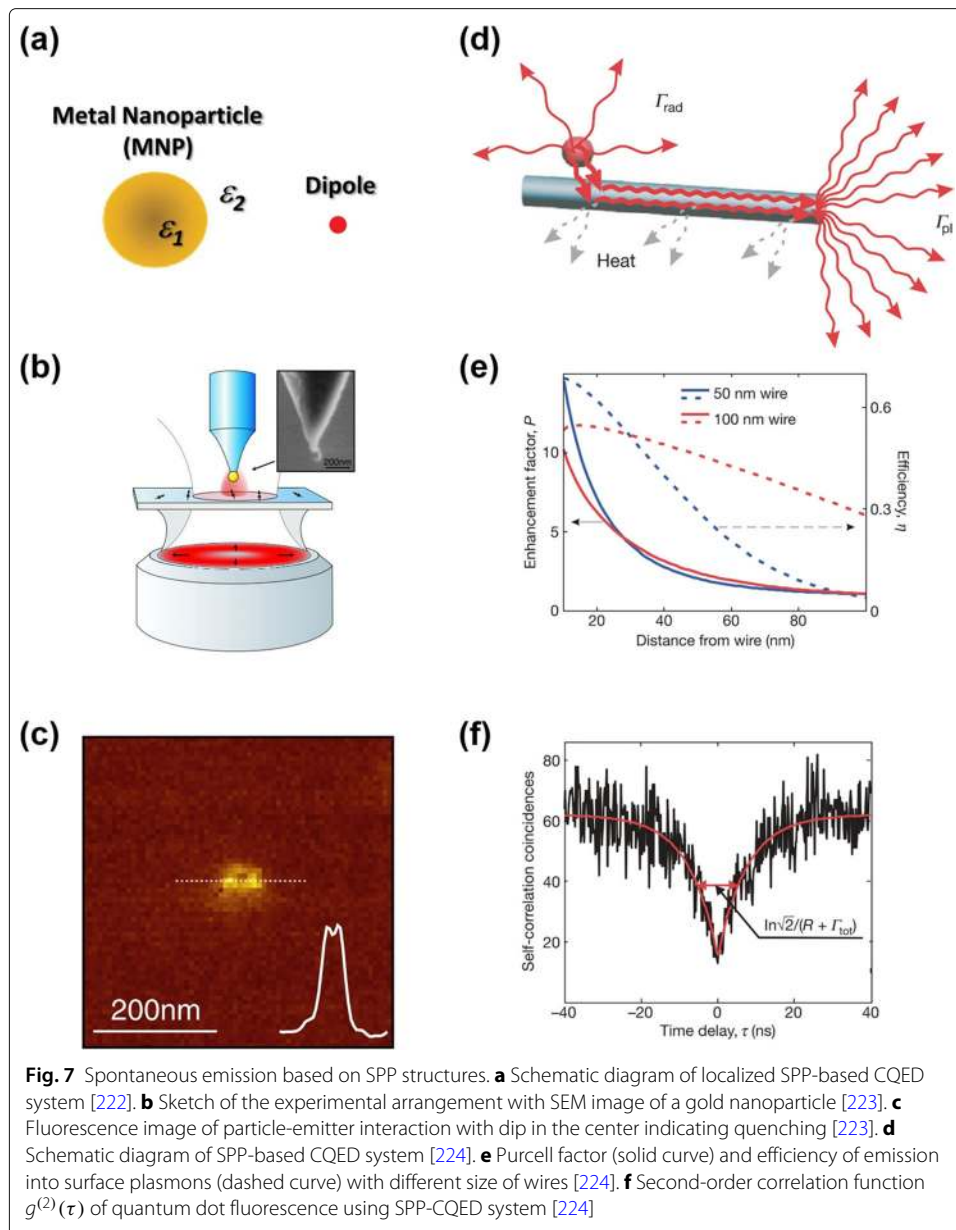 (a)
Metal Nanoparticle
(MNP)
ε1
ε2
Dipole
(b)
200nm
(c)
200nm
(d)
Γrad
Heat
Γpl
(e)
50 nm wire
100 nm wire
Enhancement factor, P
10
5
0
Efficiency, η
0.6
0.3
0
20
40
60
80
Distance from wire (nm)
(f)
Self-correlation coincidences
80
60
40
20
ln√2/(R + Γtot)
−40
−20
0
20
40
Time delay, τ (ns)
Fig. 7 Spontaneous emission based on SPP structures. a Schematic diagram of localized SPP-based CQED
system [222]. b Sketch of the experimental arrangement with SEM image of a gold nanoparticle [223]. c
Fluorescence image of particle-emitter interaction with dip in the center indicating quenching [223]. d
Schematic diagram of SPP-based CQED system [224]. e Purcell factor (solid curve) and efficiency of emission
into surface plasmons (dashed curve) with different size of wires [224]. f Second-order correlation function
g(2)(τ) of quantum dot fluorescence using SPP-CQED system [224]